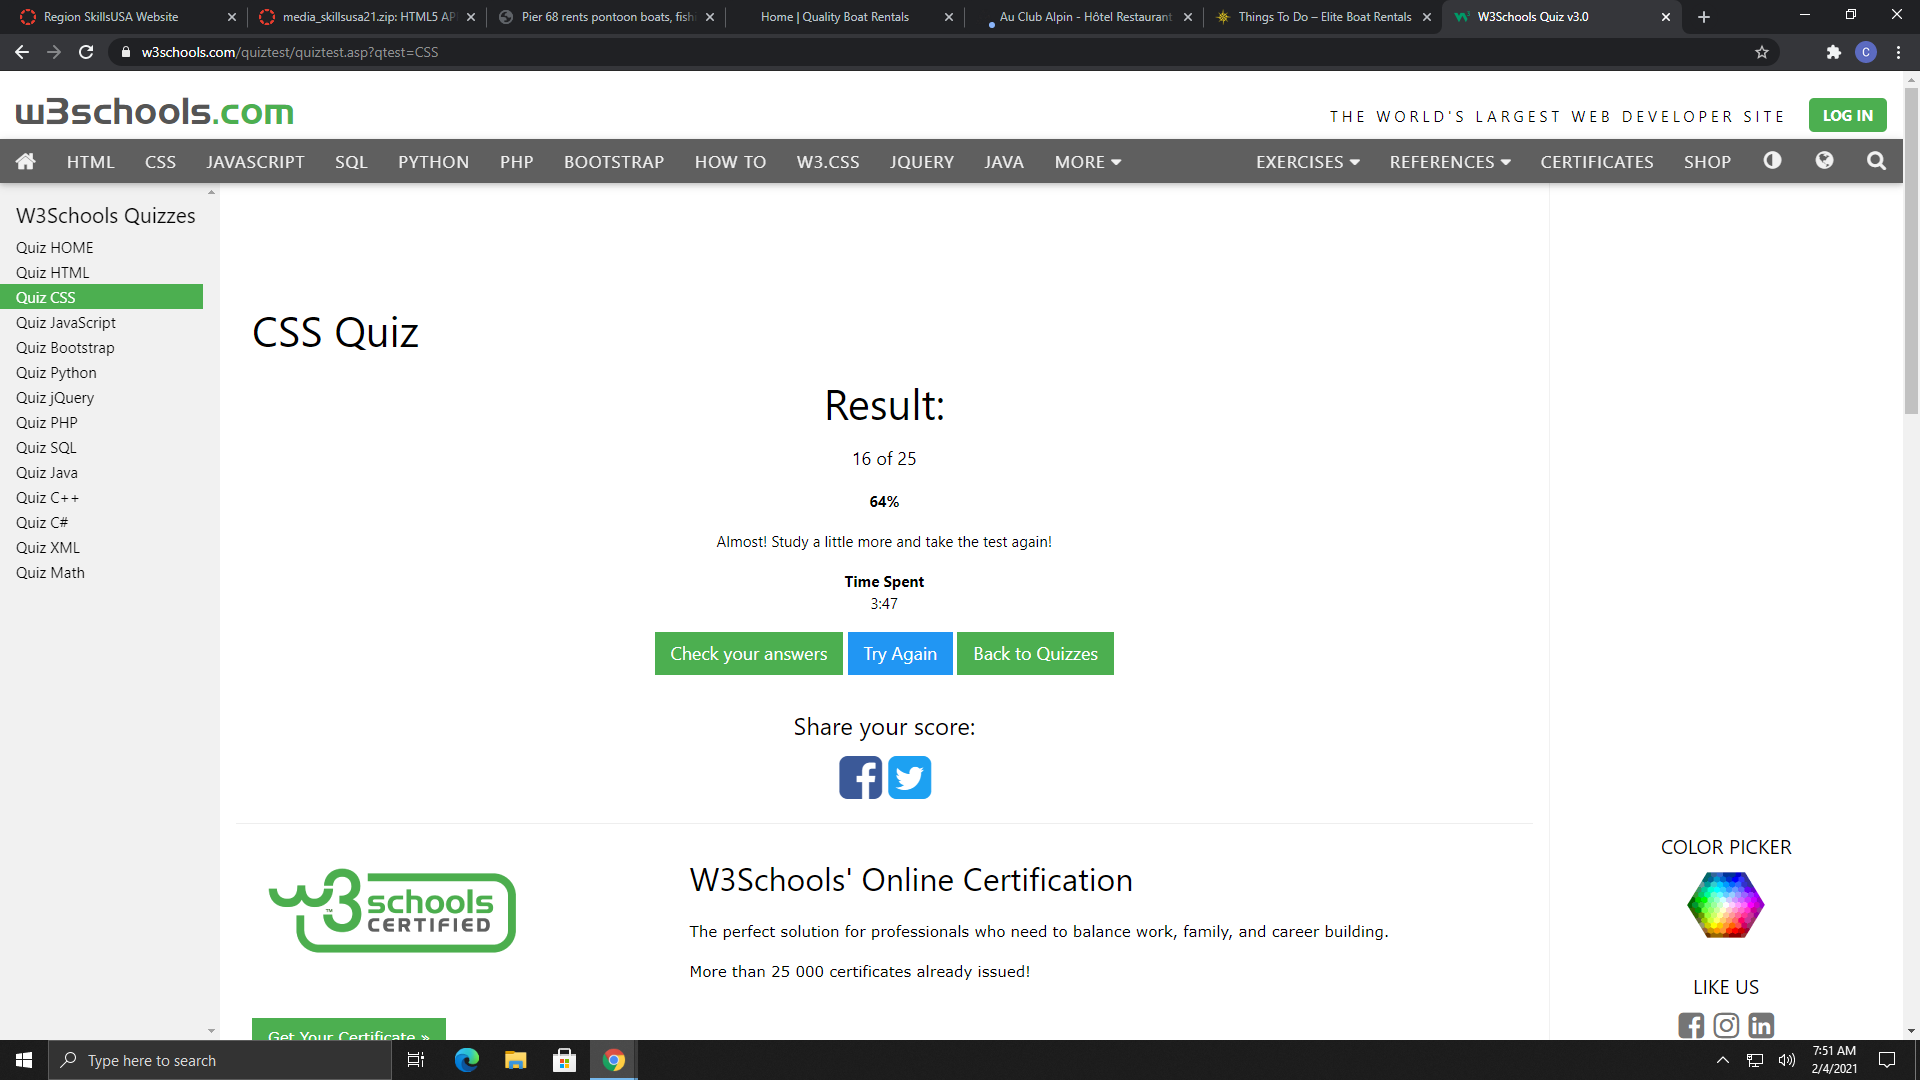 Region SkillsUSA Website
media_skillsusa21.zip: HTML5 AP
Pier 68 rents pontoon boats, fish
Home | Quality Boat Rentals
Au Club Alpin - Hôtel Restaurant
Things To Do – Elite Boat Rentals
W3Schools Quiz v3.0
w3schools.com/quiztest/quiztest.asp?qtest=CSS
C
w3schools.com
THE WORLD'S LARGEST WEB DEVELOPER SITE
LOG IN
HTML CSS JAVASCRIPT SQL PYTHON PHP BOOTSTRAP HOW TO W3.CSS JQUERY JAVA MORE EXERCISES REFERENCES CERTIFICATES SHOP
W3Schools Quizzes
Quiz HOME
Quiz HTML
Quiz CSS
Quiz JavaScript
Quiz Bootstrap
Quiz Python
Quiz jQuery
Quiz PHP
Quiz SQL
Quiz Java
Quiz C++
Quiz C#
Quiz XML
Quiz Math
CSS Quiz
Result:
16 of 25
64%
Almost! Study a little more and take the test again!
Time Spent
3:47
Check your answers
Try Again
Back to Quizzes
Share your score:
w3schools
CERTIFIED
™
W3Schools' Online Certification
The perfect solution for professionals who need to balance work, family, and career building.
More than 25 000 certificates already issued!
Get Your Certificate »
COLOR PICKER
LIKE US
Type here to search
7:51 AM
2/4/2021